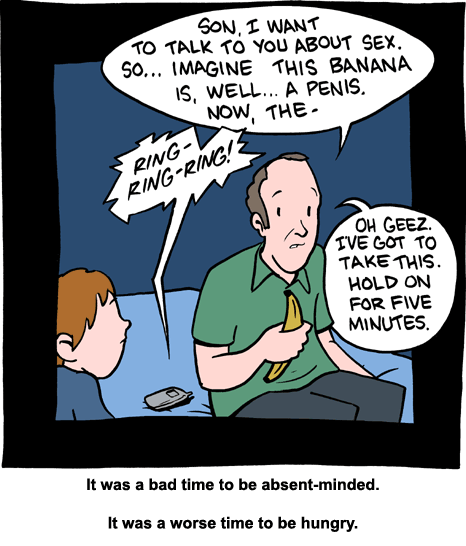 SON, I WANT
TO TALK TO YOU ABOUT SEX.
SO... IMAGINE THIS BANANA
IS, WELL... A PENIS.
NOW, THE-
RING-
RING-RING!
OH GEEZ.
I'VE GOT TO
TAKE THIS.
HOLD ON
FOR FIVE
MINUTES.
It was a bad time to be absent-minded.
It was a worse time to be hungry.